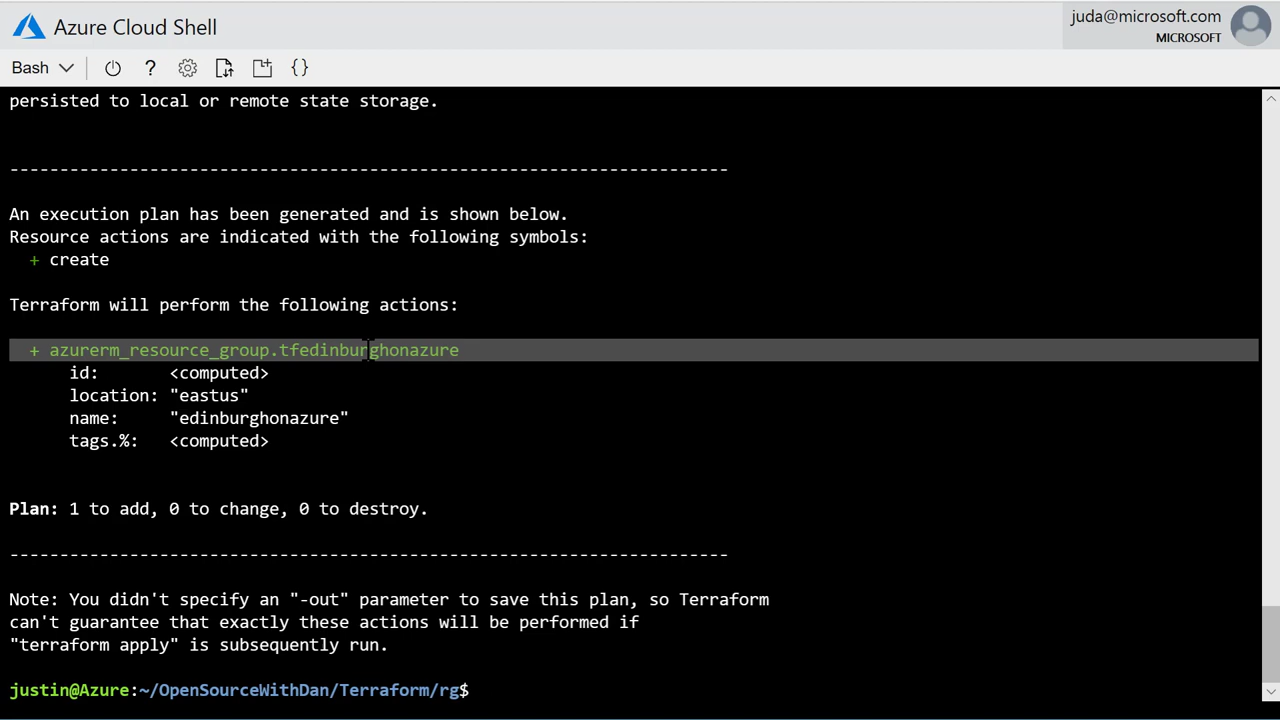 Azure Cloud Shell
juda@microsoft.com
MICROSOFT
Bash
?
{}
persisted to local or remote state storage.
------------------------------------------------------------------------
An execution plan has been generated and is shown below.
Resource actions are indicated with the following symbols:
+ create
Terraform will perform the following actions:
+ azurerm_resource_group.tfedinburghonazure
id: <computed>
location: "eastus"
name: "edinburghonazure"
tags.%: <computed>
Plan: 1 to add, 0 to change, 0 to destroy.
------------------------------------------------------------------------
Note: You didn't specify an "-out" parameter to save this plan, so Terraform
can't guarantee that exactly these actions will be performed if
"terraform apply" is subsequently run.
justin@Azure:~/OpenSourceWithDan/Terraform/rg$